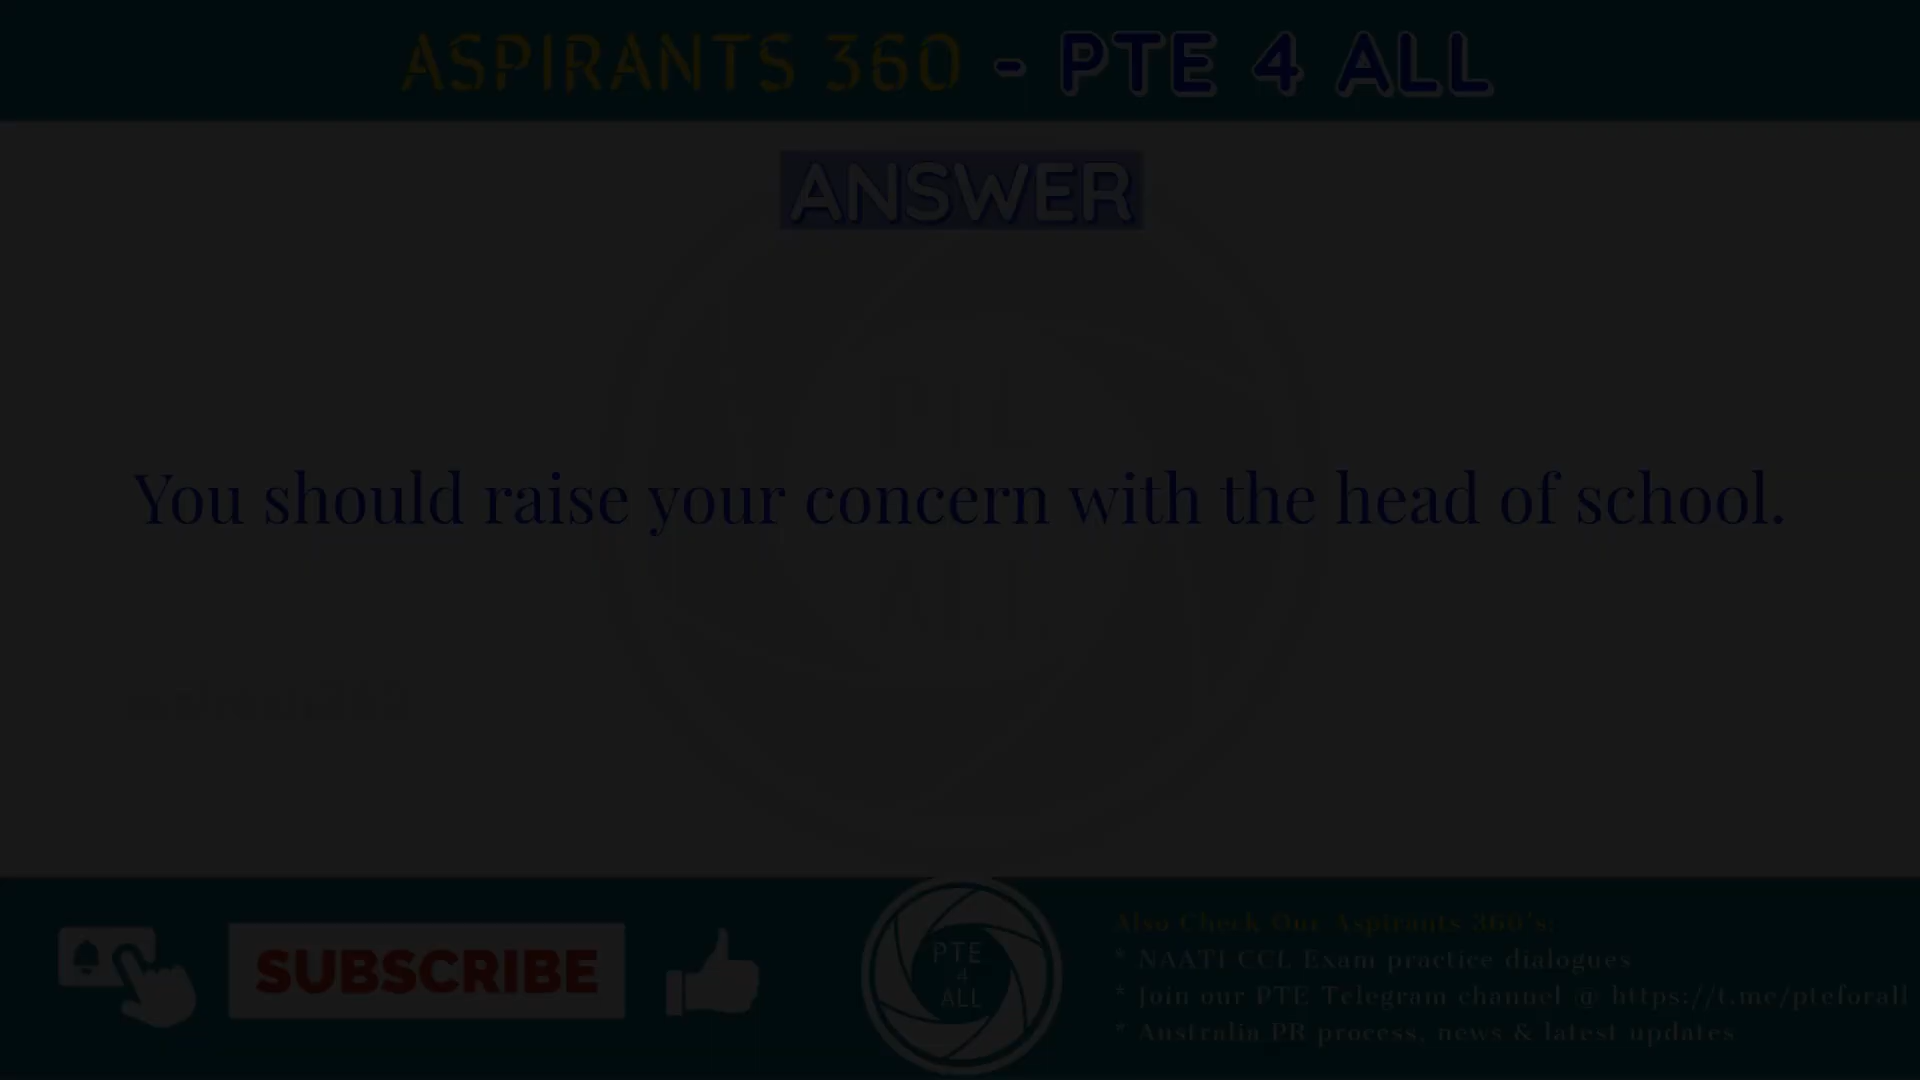 ASPIRANTS 360 - PTE 4 ALL
ANSWER
You should raise your concern with the head of school.
SUBSCRIBE
PTE
4
ALL
Also Check Our Aspirants 360's:
* NAATI CCL Exam practice dialogues
* Join our PTE Telegram channel @ https://t.me/pteforall
* Australia PR process, news & latest updates